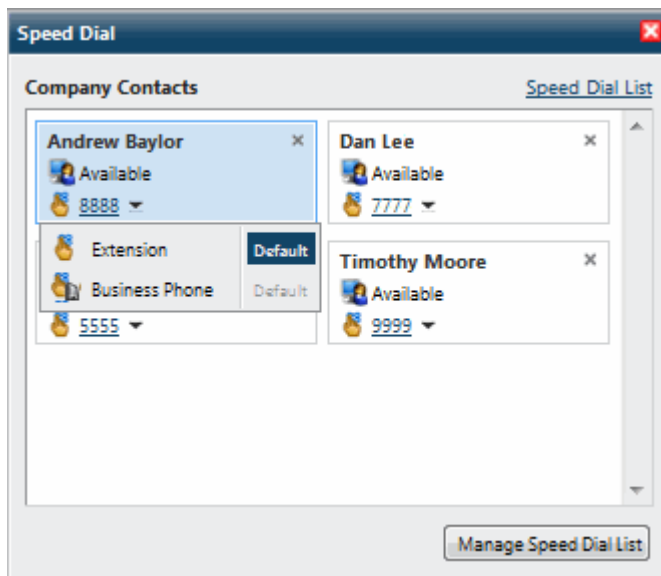 Speed Dial
Company Contacts
Speed Dial List
Andrew Baylor
Available
8888
Extension Default
Business Phone Default
5555
Dan Lee
Available
7777
Timothy Moore
Available
9999
Manage Speed Dial List